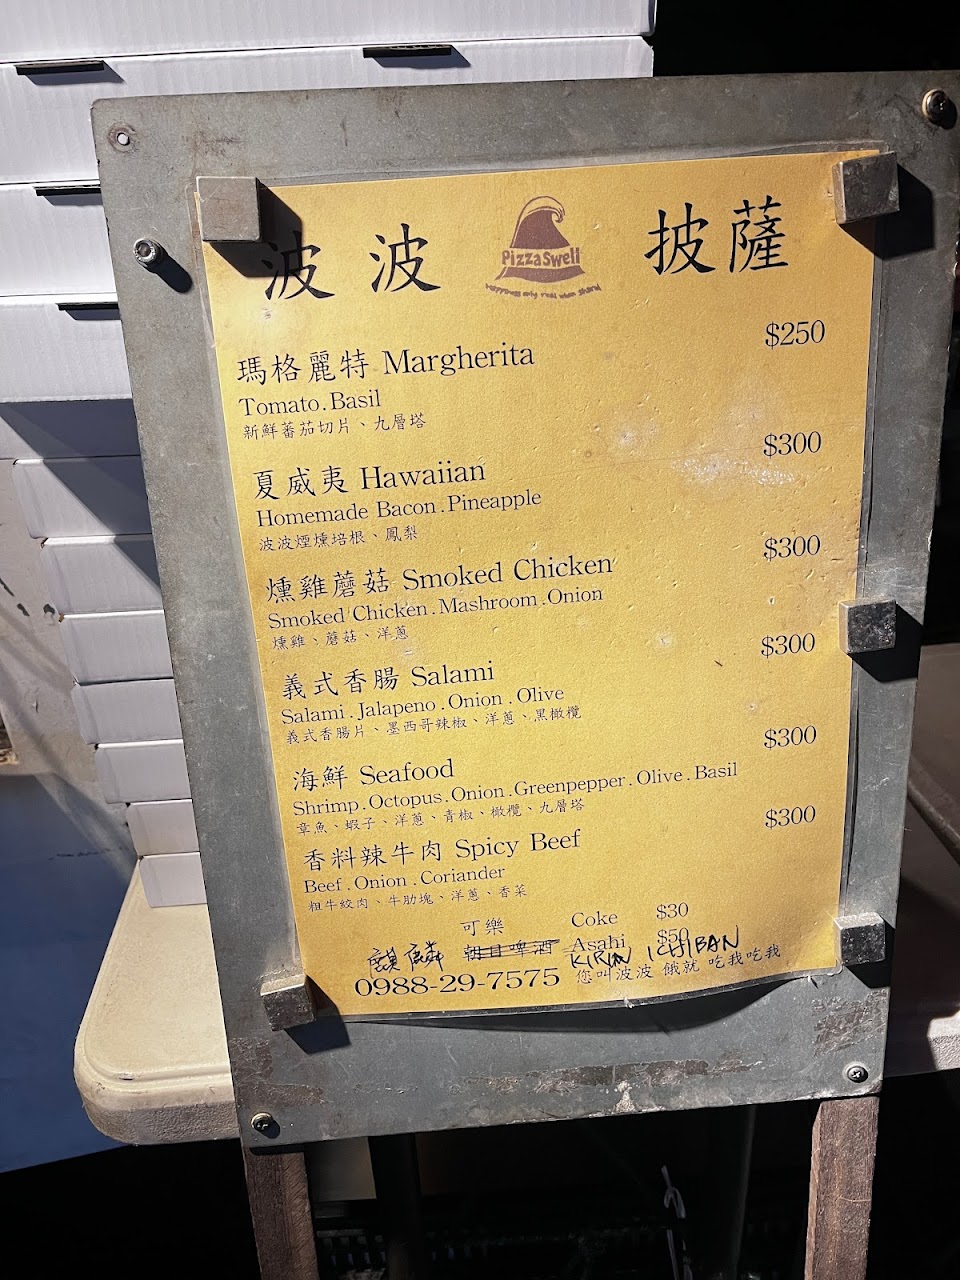 波波 PizzaSwell 披薩
Happiness only real when shared
瑪格麗特 Margherita $250
Tomato.Basil
新鮮蕃茄切片、九層塔
夏威夷 Hawaiian $300
Homemade Bacon.Pineapple
波波煙燻培根、鳳梨
燻雞蘑菇 Smoked Chicken $300
Smoked Chicken.Mashroom.Onion
燻雞、蘑菇、洋蔥
義式香腸 Salami $300
Salami.Jalapeno.Onion.Olive
義式香腸片、墨西哥辣椒、洋蔥、黑橄欖
海鮮 Seafood $300
Shrimp.Octopus.Onion.Greenpepper.Olive.Basil
章魚、蝦子、洋蔥、青椒、橄欖、九層塔
香料辣牛肉 Spicy Beef $300
Beef.Onion.Coriander
粗牛絞肉、牛肋塊、洋蔥、香菜
可樂 Coke $30
朝日啤酒 Asahi $50
麒麟 KIRIN ICHIBAN
0988-29-7575 您叫波波 餓就 吃我吃我